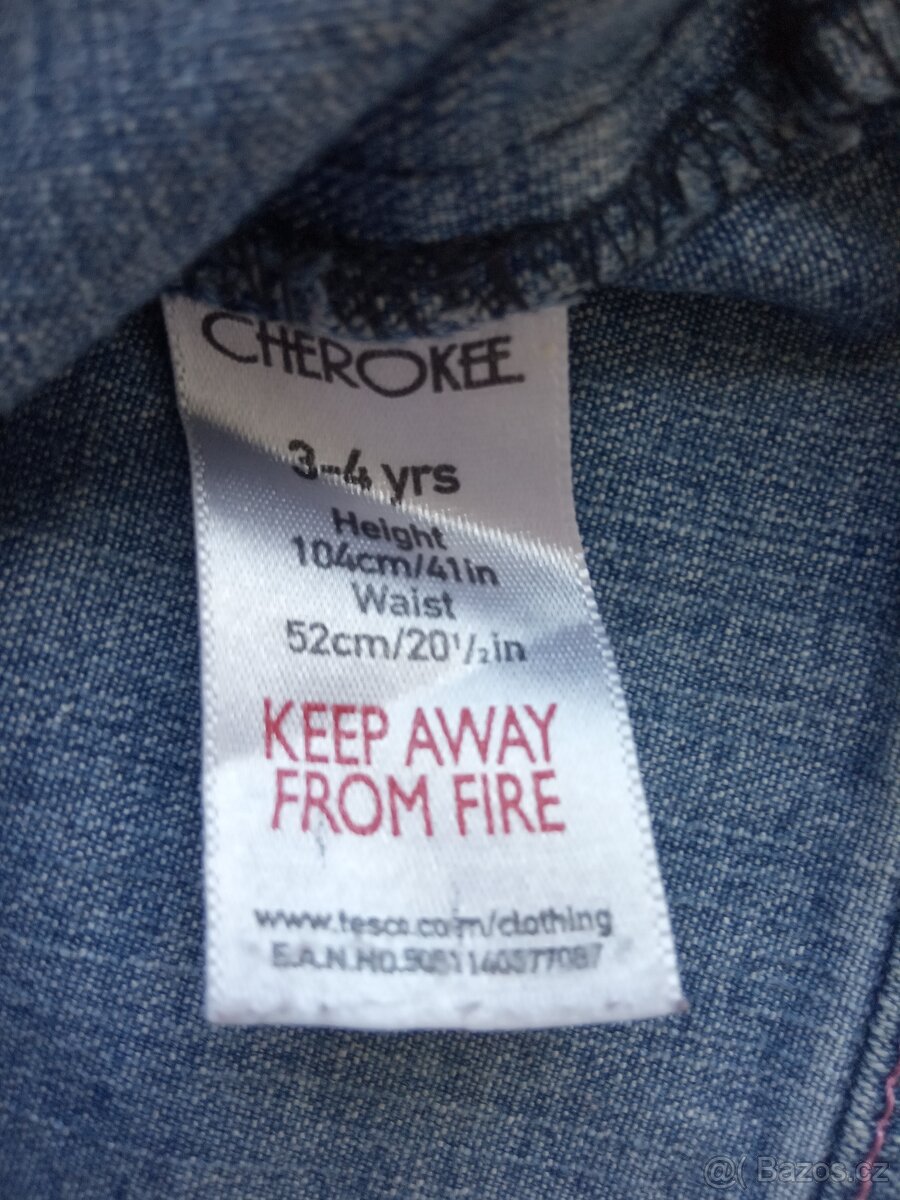 CHEROKEE
3-4 yrs
Height
104cm/41in
Waist
52cm/20½in
KEEP AWAY
FROM FIRE
www.tesco.com/clothing
E.A.N.NO.
@( Bazos.cz